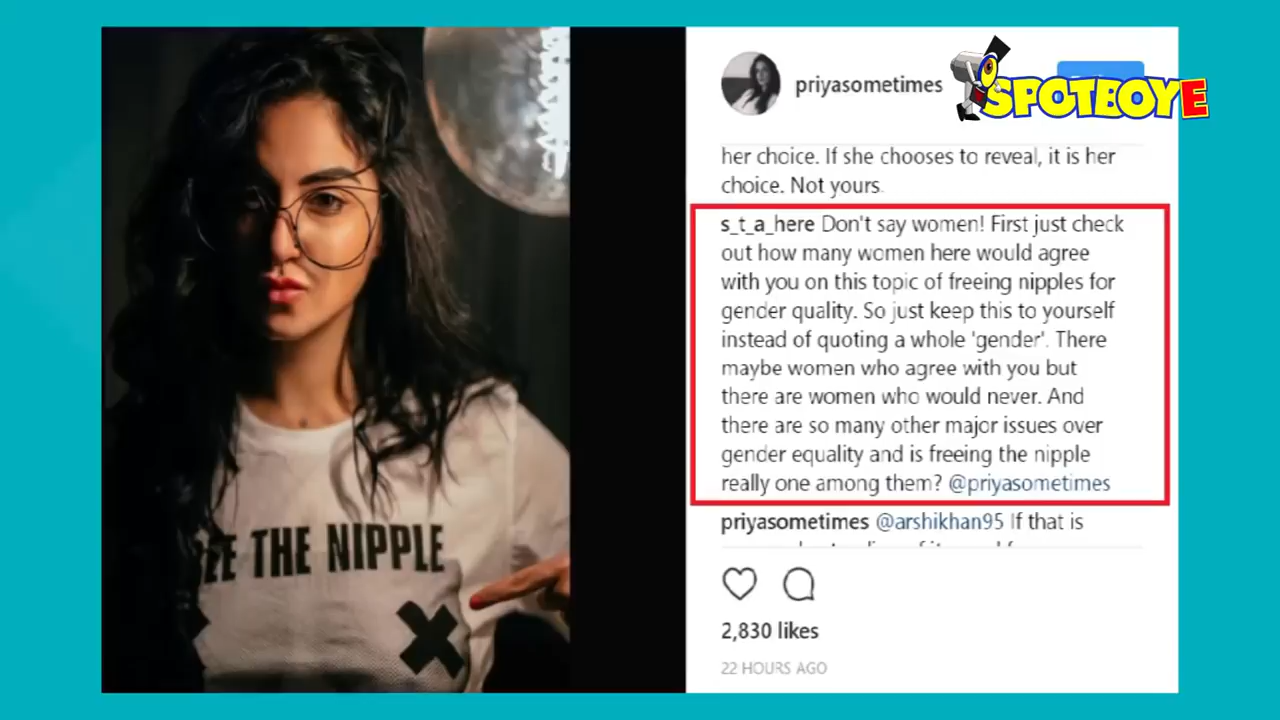 priyasometimes
SPOTBOYE
her choice. If she chooses to reveal, it is her
choice. Not yours.
s_t_a_here Don't say women! First just check
out how many women here would agree
with you on this topic of freeing nipples for
gender quality. So just keep this to yourself
instead of quoting a whole 'gender'. There
maybe women who agree with you but
there are women who would never. And
there are so many other major issues over
gender equality and is freeing the nipple
really one among them? @priyasometimes
priyasometimes @arshikhan95 If that is
THE NIPPLE
2,830 likes
22 HOURS AGO